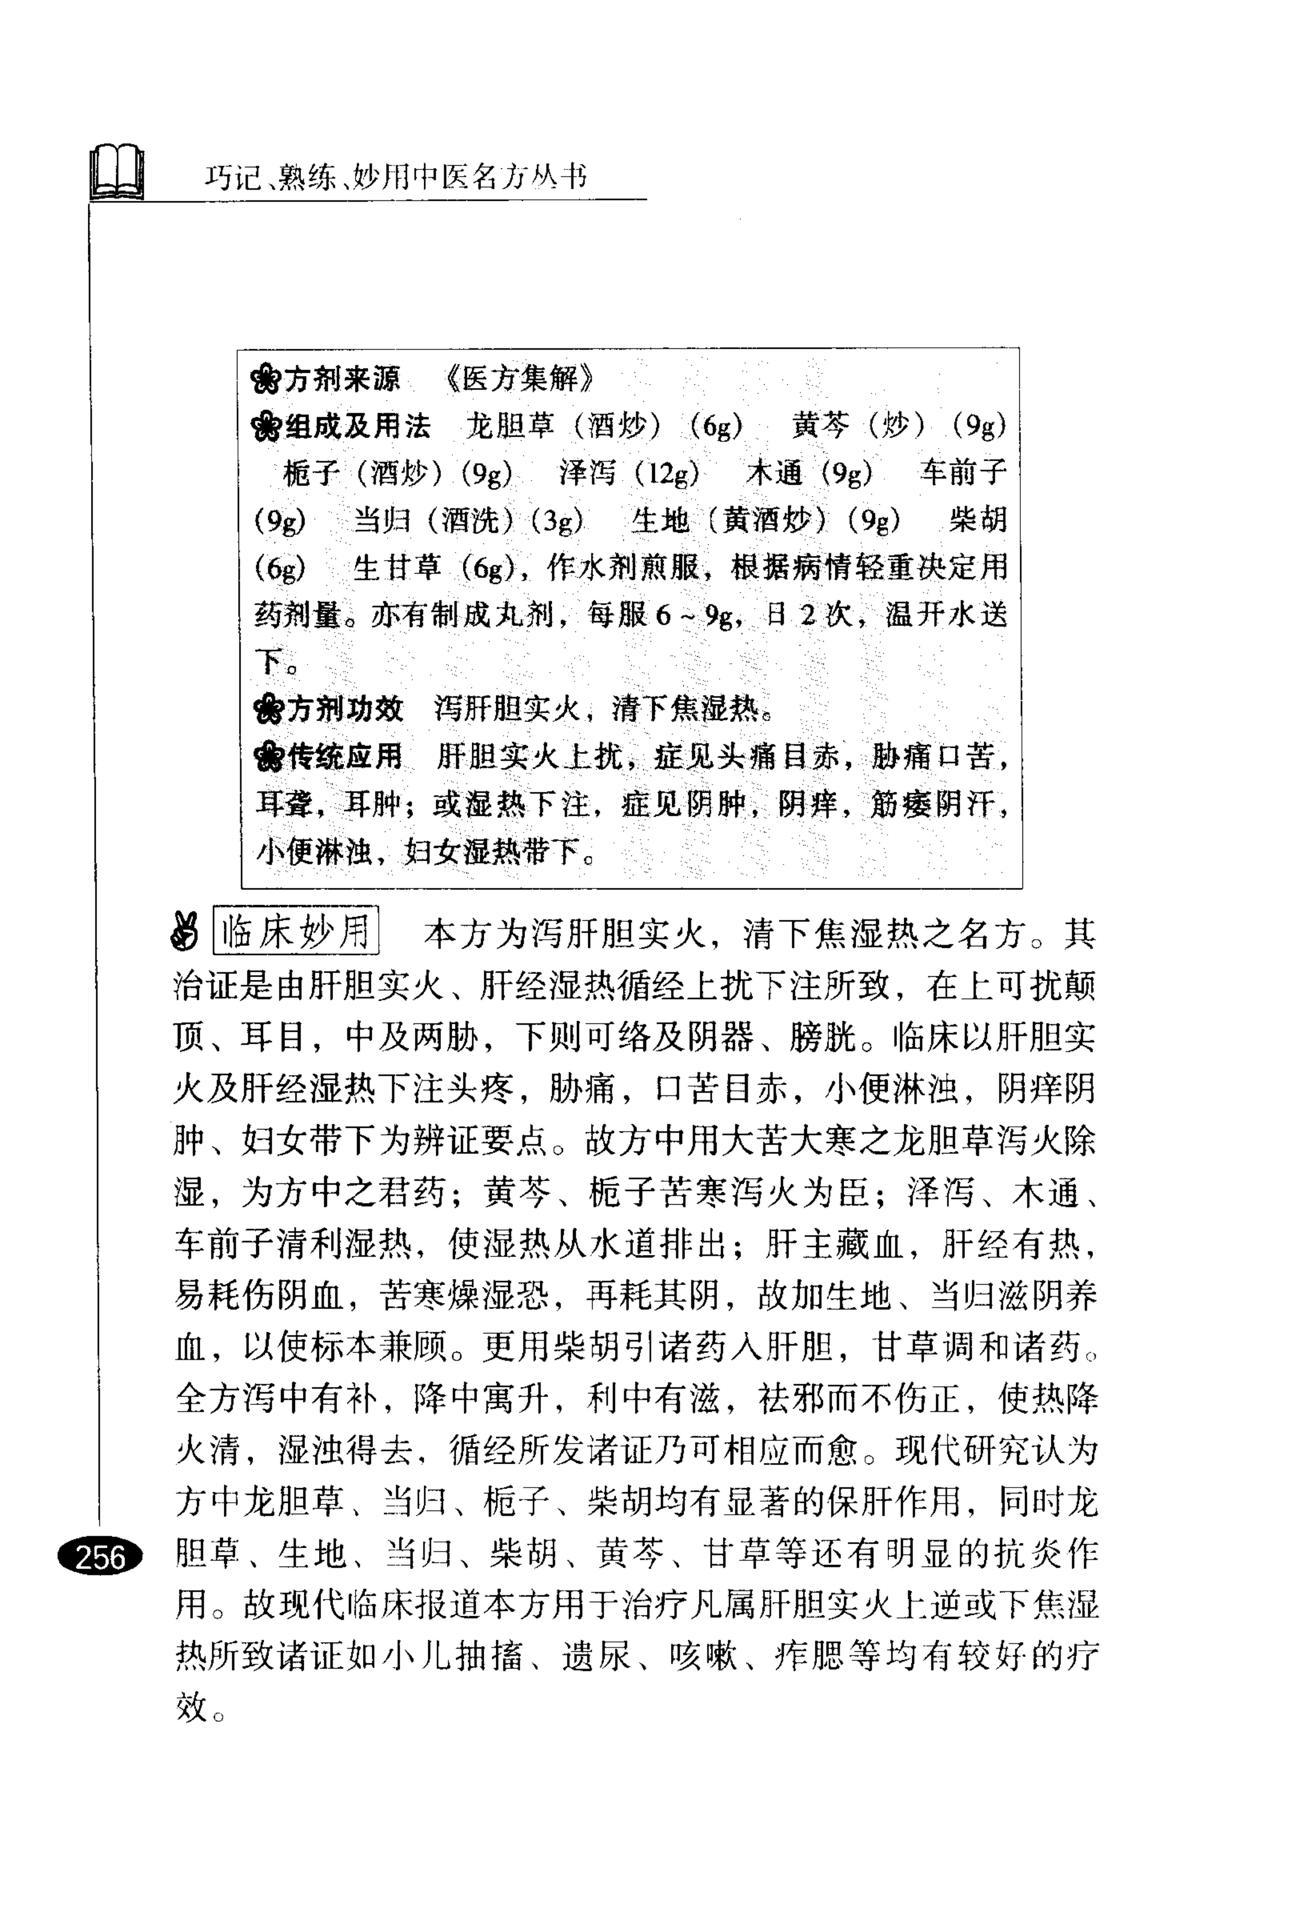 巧记、熟练、妙用中医名方丛书
方剂来源 《医方集解》
组成及用法 龙胆草（酒炒）（6g） 黄芩（炒）（9g）
栀子（酒炒）（9g） 泽泻（12g） 木通（9g） 车前子
（9g） 当归（酒洗）（3g） 生地（黄酒炒）（9g） 柴胡
（6g） 生甘草（6g），作水剂煎服，根据病情轻重决定用
药剂量。亦有制成丸剂，每服6~9g，日2次，温开水送
下。
方剂功效 泻肝胆实火，清下焦湿热。
传统应用 肝胆实火上扰，症见头痛目赤，胁痛口苦，
耳聋，耳肿；或湿热下注，症见阴肿，阴痒，筋痿阴汗，
小便淋浊，妇女湿热带下。
临床妙用 本方为泻肝胆实火，清下焦湿热之名方。其
治证是由肝胆实火、肝经湿热循经上扰下注所致，在上可扰颠
顶、耳目，中及两胁，下则可络及阴器、膀胱。临床以肝胆实
火及肝经湿热下注头疼，胁痛，口苦目赤，小便淋浊，阴痒阴
肿、妇女带下为辨证要点。故方中用大苦大寒之龙胆草泻火除
湿，为方中之君药；黄芩、栀子苦寒泻火为臣；泽泻、木通、
车前子清利湿热，使湿热从水道排出；肝主藏血，肝经有热，
易耗伤阴血，苦寒燥湿恐，再耗其阴，故加生地、当归滋阴养
血，以使标本兼顾。更用柴胡引诸药入肝胆，甘草调和诸药。
全方泻中有补，降中寓升，利中有滋，祛邪而不伤正，使热降
火清，湿浊得去，循经所发诸证乃可相应而愈。现代研究认为
方中龙胆草、当归、栀子、柴胡均有显著的保肝作用，同时龙
胆草、生地、当归、柴胡、黄芩、甘草等还有明显的抗炎作
用。故现代临床报道本方用于治疗凡属肝胆实火上逆或下焦湿
热所致诸证如小儿抽搐、遗尿、咳嗽、痄腮等均有较好的疗
效。
256